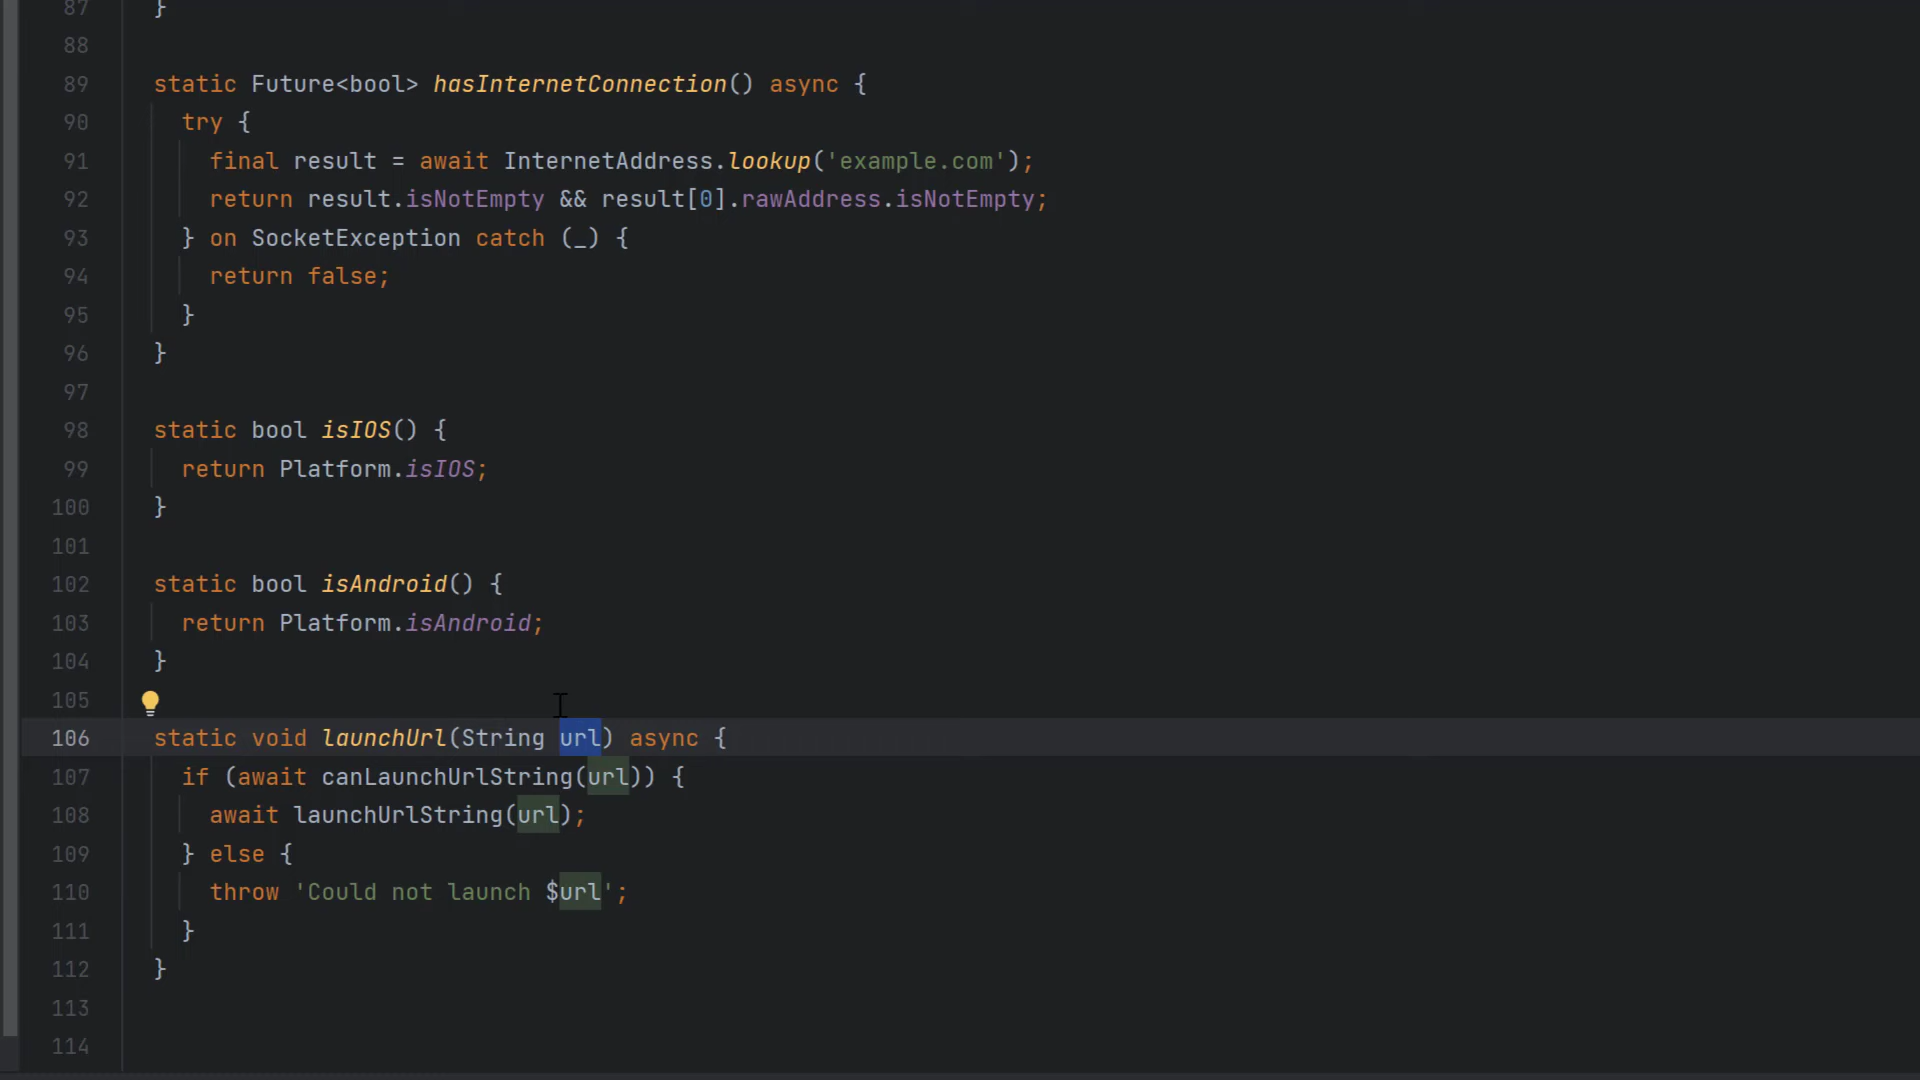 87 }
88
89 static Future<bool> hasInternetConnection() async {
90 try {
91 final result = await InternetAddress.lookup('example.com');
92 return result.isNotEmpty && result[0].rawAddress.isNotEmpty;
93 } on SocketException catch (_) {
94 return false;
95 }
96 }
97
98 static bool isIOS() {
99 return Platform.isIOS;
100 }
101
102 static bool isAndroid() {
103 return Platform.isAndroid;
104 }
105
106 static void launchUrl(String url) async {
107 if (await canLaunchUrlString(url)) {
108 await launchUrlString(url);
109 } else {
110 throw 'Could not launch $url';
111 }
112 }
113
114